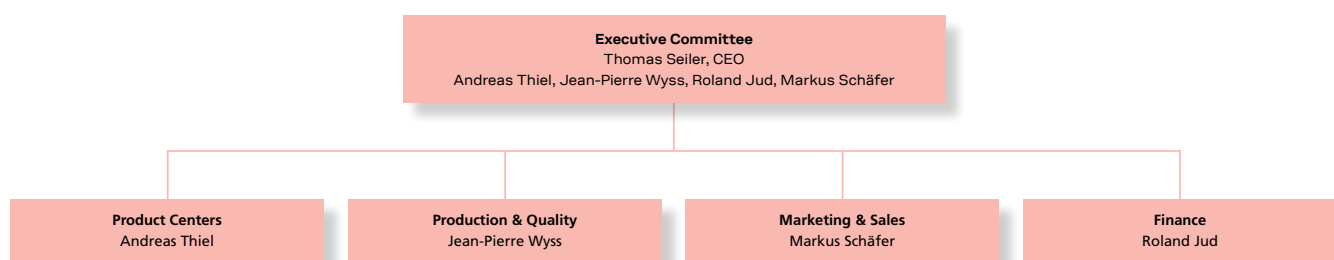 Executive Committee
Thomas Seiler, CEO
Andreas Thiel, Jean-Pierre Wyss, Roland Jud, Markus Schäfer
Product Centers
Andreas Thiel
Production & Quality
Jean-Pierre Wyss
Marketing & Sales
Markus Schäfer
Finance
Roland Jud